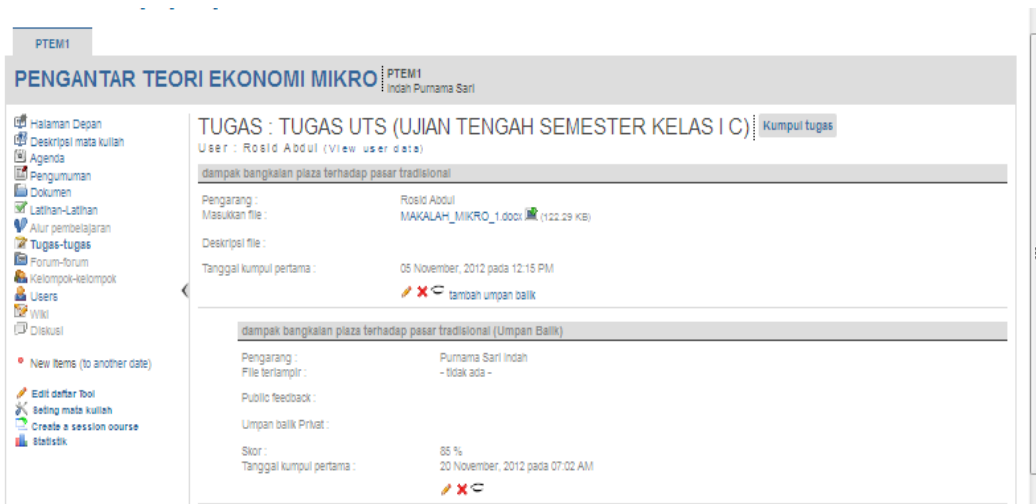 PTEM1
PENGANTAR TEORI EKONOMI MIKRO
PTEM1
Indah Purnama Sari
Halaman Depan
Deskripsi mata kuliah
Agenda
Pengumuman
Dokumen
Latihan-Latihan
Alur pembelajaran
Tugas-tugas
Forum-forum
Kelompok-kelompok
Users
Wiki
Diskusi
New items (to another date)
Edit daftar Tool
Seting mata kuliah
Create a session course
Statistik
TUGAS : TUGAS UTS (UJIAN TENGAH SEMESTER KELAS I C) Kumpul tugas
User : Rosid Abdul (View user data)
dampak bangkalan plaza terhadap pasar tradisional
Pengarang : Rosid Abdul
Masukkan file : MAKALAH_MIKRO_1.docx (122.29 KB)
Deskripsi file :
Tanggal kumpul pertama : 05 November, 2012 pada 12:15 PM
tambah umpan balik
dampak bangkalan plaza terhadap pasar tradisional (Umpan Balik)
Pengarang : Purnama Sari Indah
File terlampir : - tidak ada -
Public feedback :
Umpan balik Privat :
Skor : 85 %
Tanggal kumpul pertama : 20 November, 2012 pada 07:02 AM